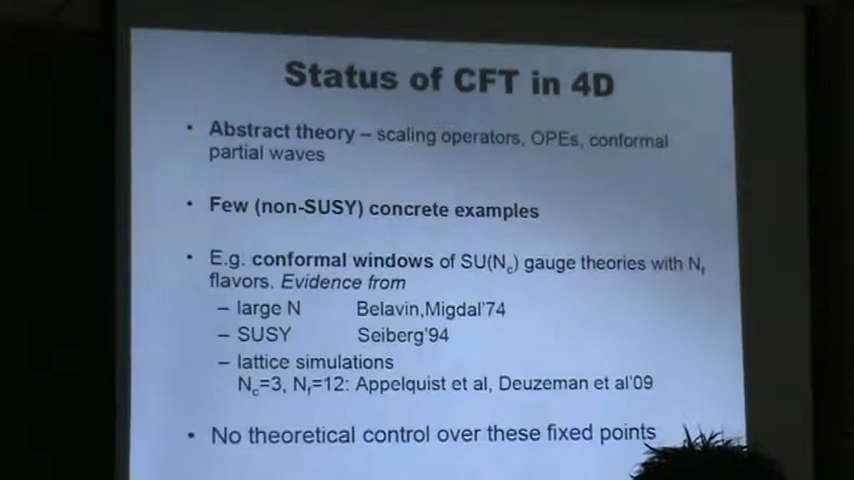 Status of CFT in 4D
• Abstract theory – scaling operators, OPEs, conformal
partial waves
• Few (non-SUSY) concrete examples
• E.g. conformal windows of SU(Nc) gauge theories with Nf
flavors. Evidence from
– large N Belavin,Migdal'74
– SUSY Seiberg'94
– lattice simulations
Nc=3, Nf=12: Appelquist et al, Deuzeman et al'09
• No theoretical control over these fixed points